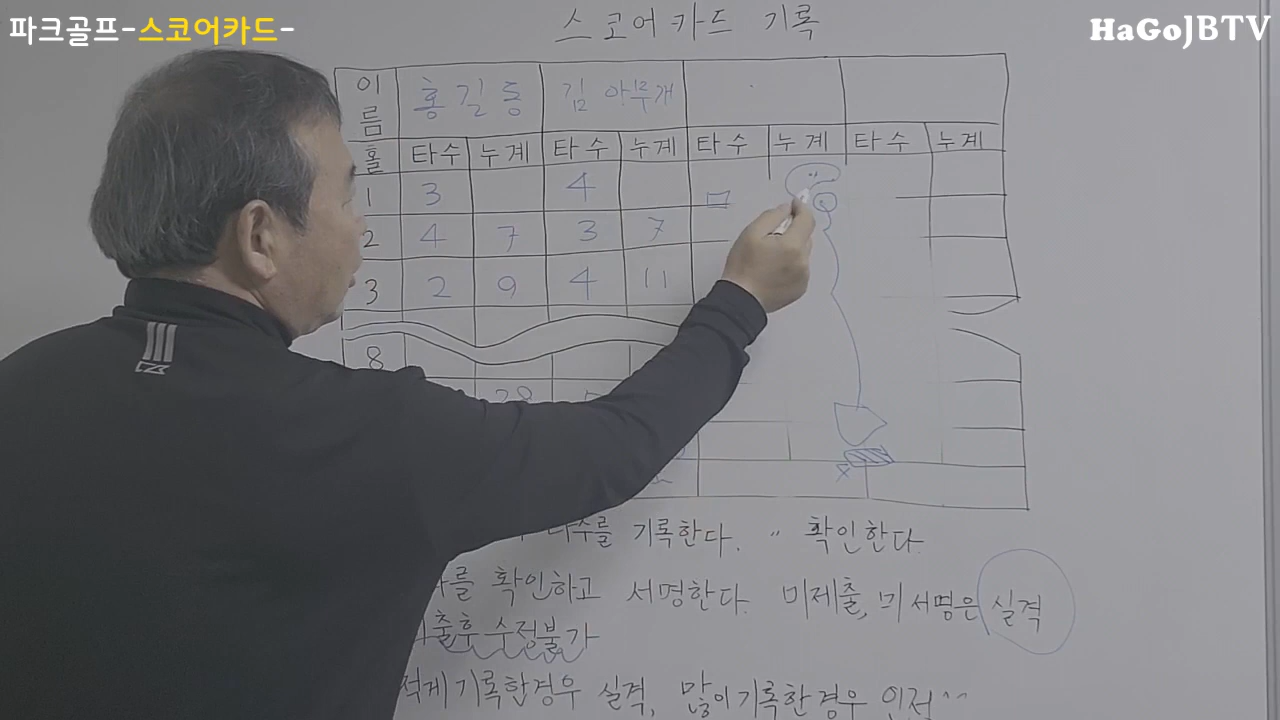 파크골프-스코어카드-
HaGoJBTV
스코어카드 기록
이름 홍길동 김아무개
홀 타수 누계 타수 누계 타수 누계 타수 누계
1 3 4
2 4 7 3 7
3 2 9 4 11
8
28
타수를 기록한다. 〃 확인한다.
를 확인하고 서명한다. 미제출, 미서명은 실격
출후 수정불가
적게 기록한경우 실격, 많이 기록한 경우 인정